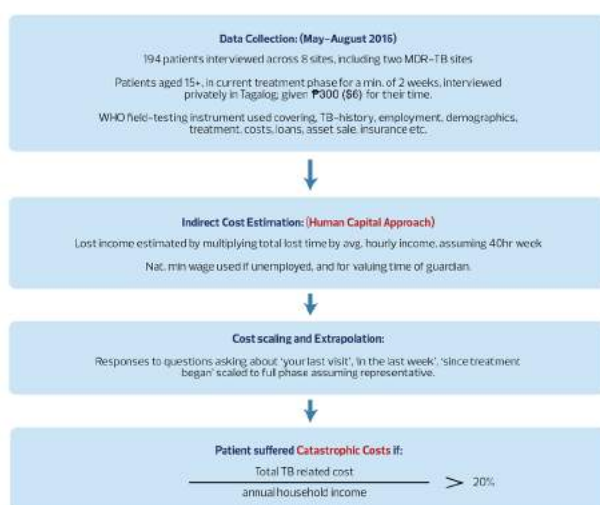 Data Collection: (May–August 2016)
194 patients interviewed across 8 sites, including two MDR-TB sites
Patients aged 15+, in current treatment phase for a min. of 2 weeks, interviewed
privately in Tagalog; given ₱300 ($6) for their time.
WHO field-testing instrument used covering, TB-history, employment, demographics,
treatment, costs, loans, asset sale, insurance etc.
Indirect Cost Estimation: (Human Capital Approach)
Lost income estimated by multiplying total lost time by avg. hourly income, assuming 40hr week
Nat. min wage used if unemployed, and for valuing time of guardian.
Cost scaling and Extrapolation:
Responses to questions asking about 'your last visit', 'in the last week', 'since treatment
began' scaled to full phase assuming representative.
Patient suffered Catastrophic Costs if:
Total TB related cost
> 20%
annual household income